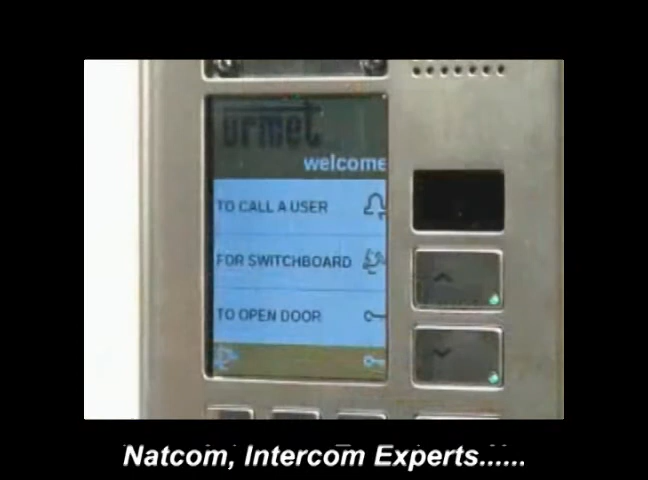 urmet
welcome
TO CALL A USER
FOR SWITCHBOARD
TO OPEN DOOR
Natcom, Intercom Experts......